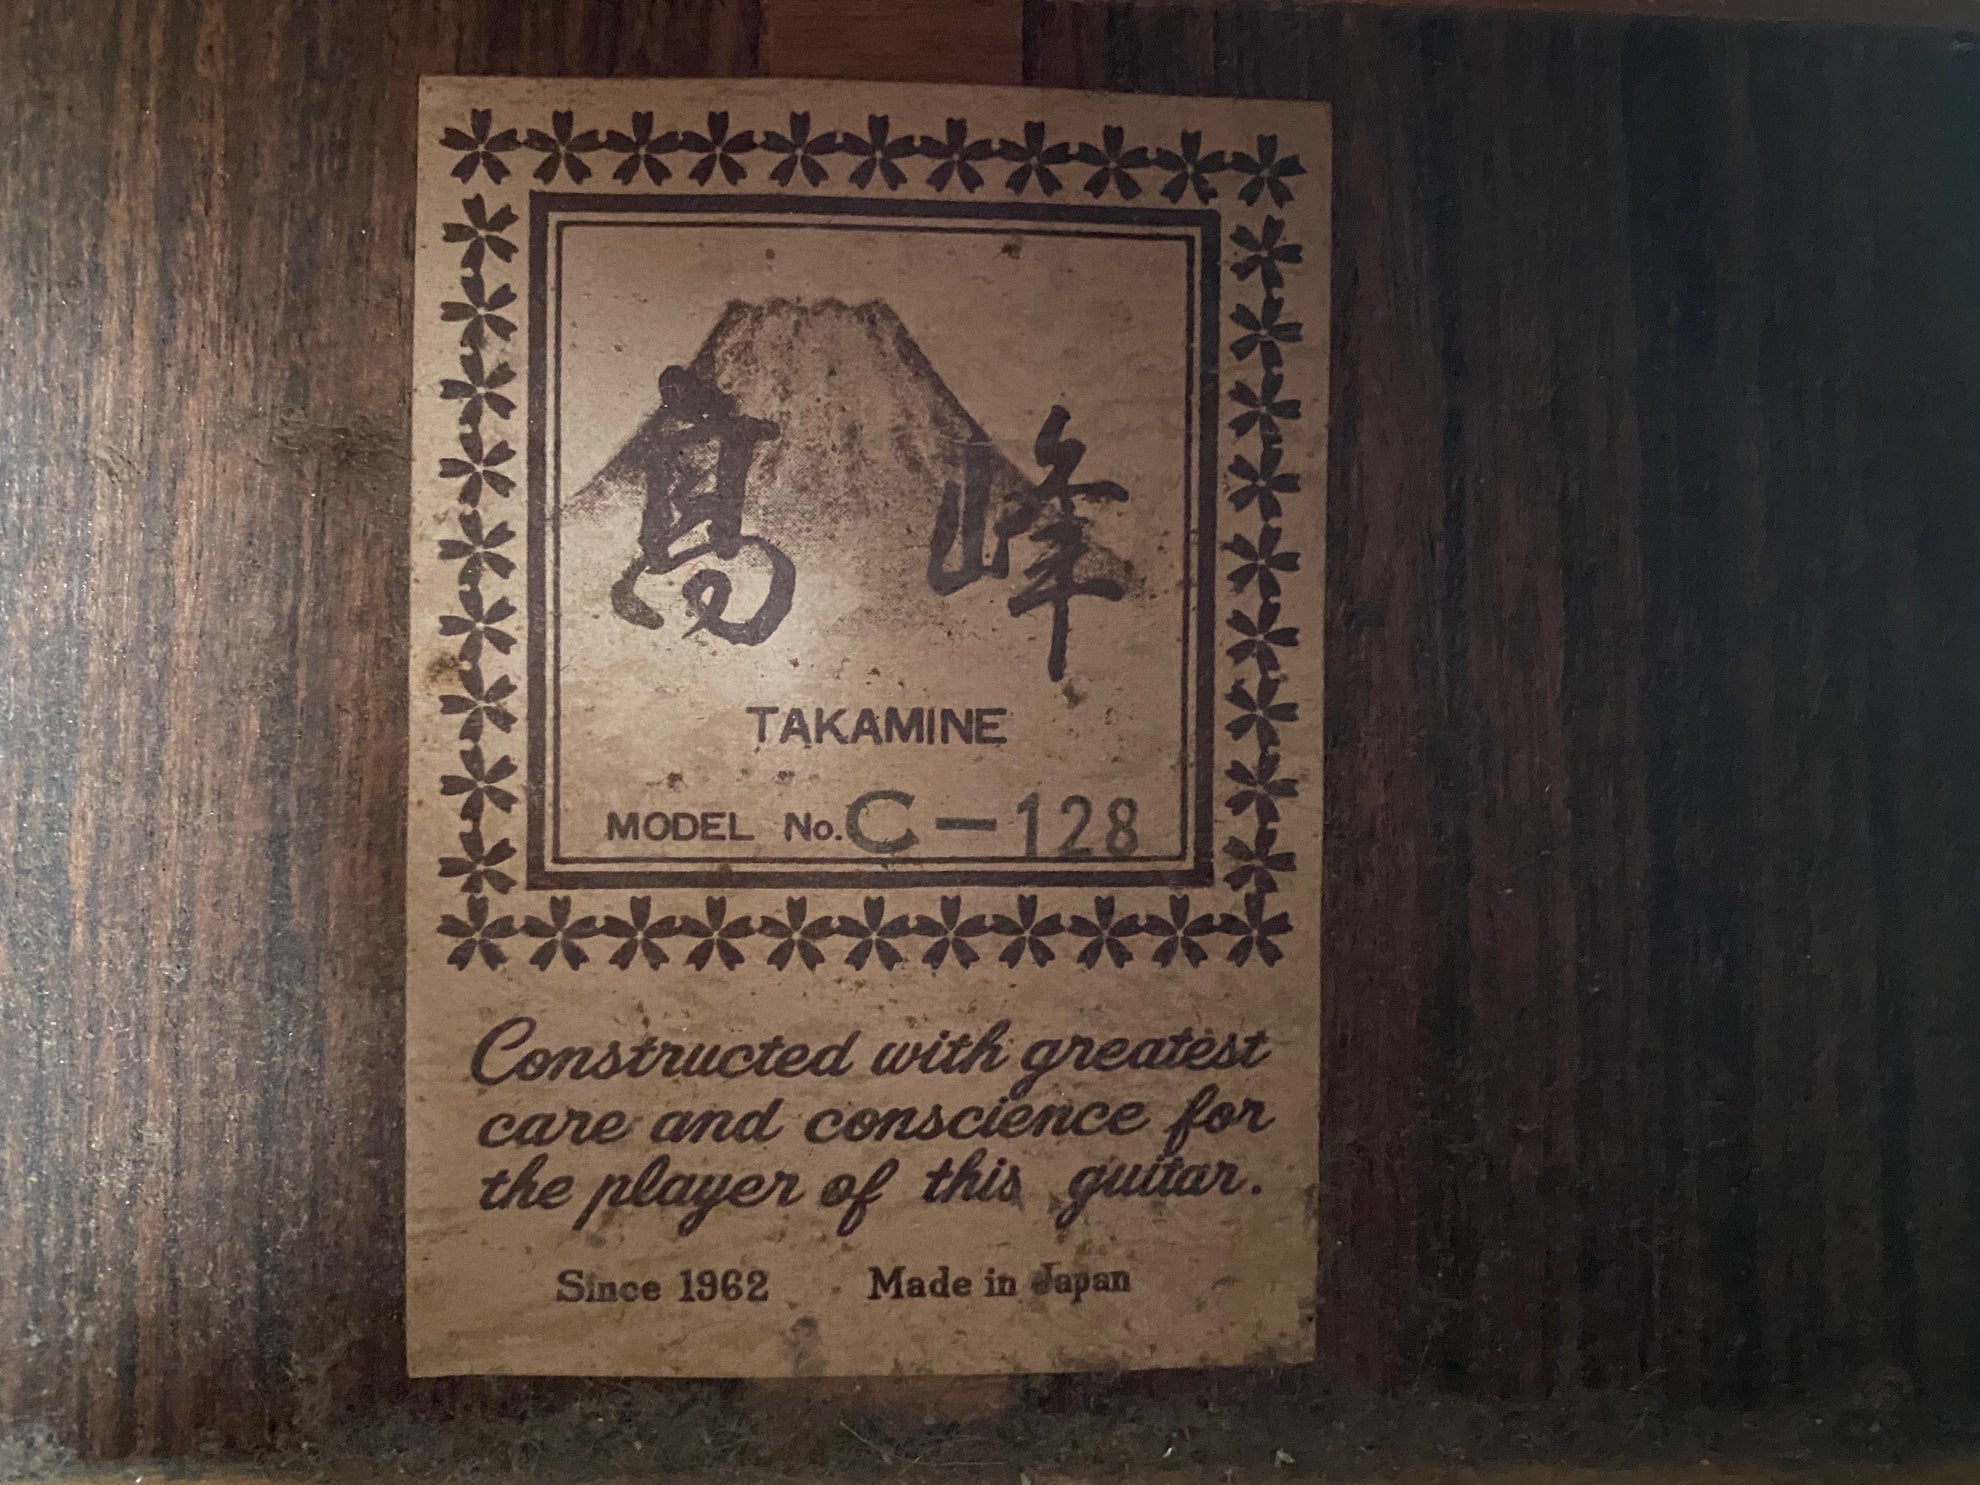 高峰
TAKAMINE
MODEL No. C-128
Constructed with greatest
care and conscience for
the player of this guitar.
Since 1962 Made in Japan